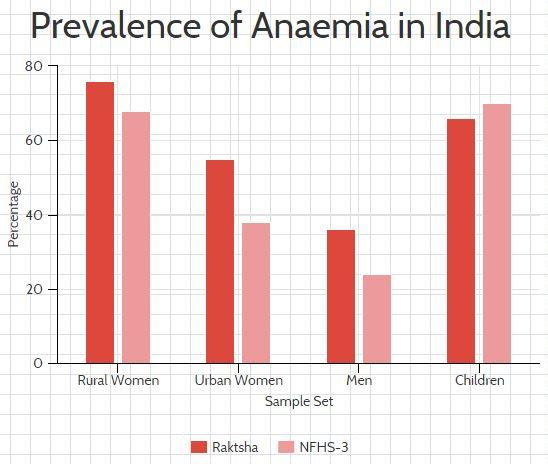 Prevalence of Anaemia in India
80
60
40
20
0
Percentage
Rural Women Urban Women Men Children
Sample Set
Raktsha NFHS-3